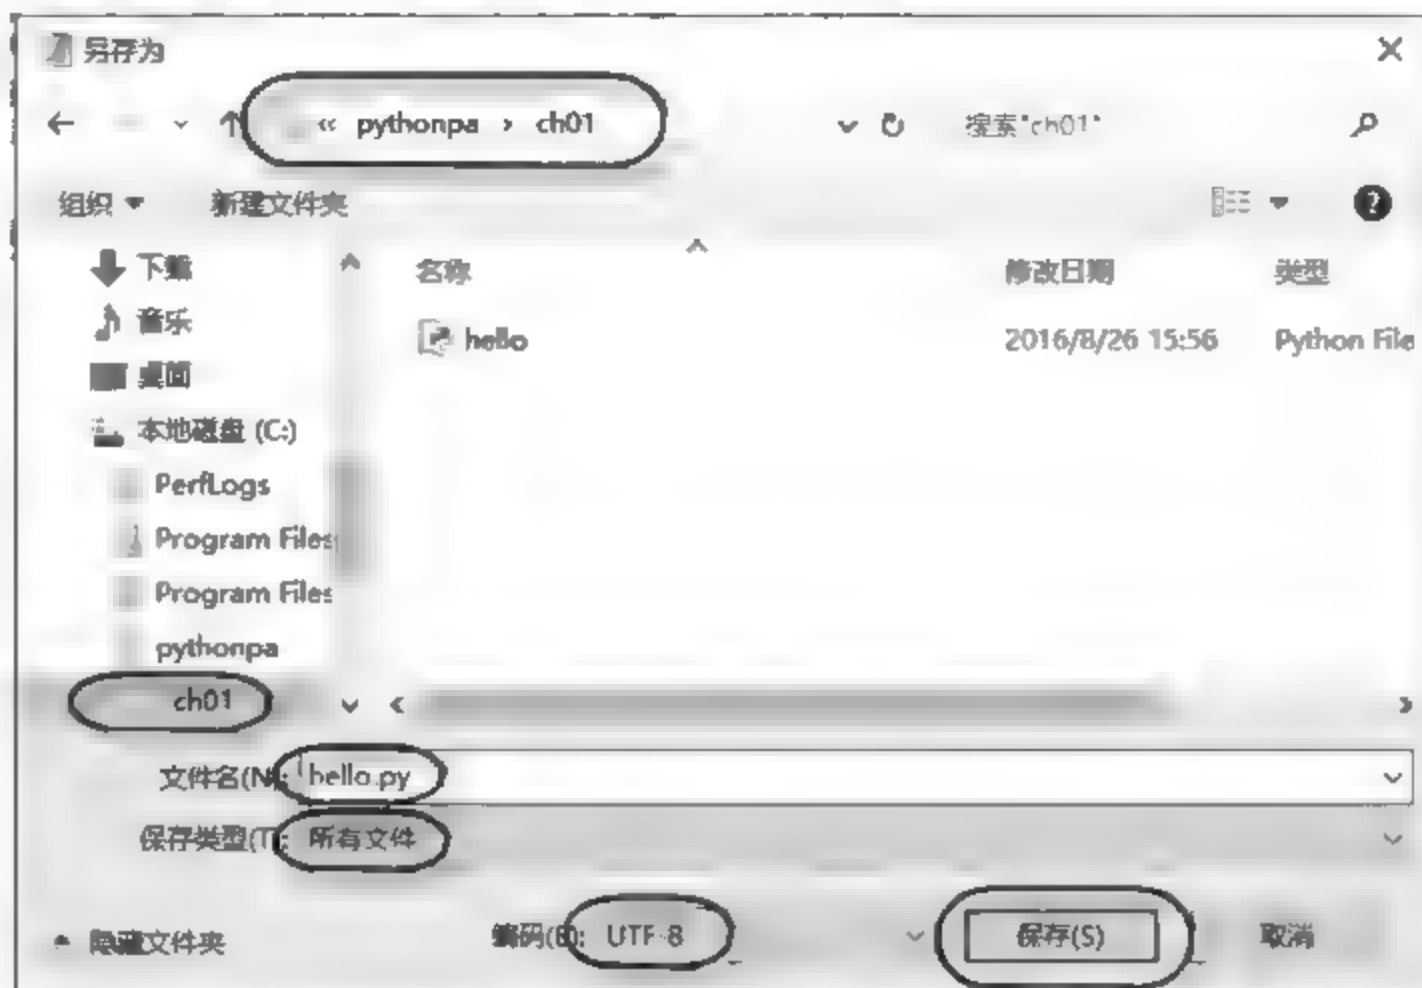 另存为
« pythonpa › ch01 搜索"ch01"
组织 新建文件夹
名称 修改日期 类型
hello 2016/8/26 15:56 Python File
下载
音乐
桌面
本地磁盘 (C:)
PerfLogs
Program Files
Program Files
pythonpa
ch01
文件名(N): hello.py
保存类型(T): 所有文件
隐藏文件夹 编码(E): UTF-8 保存(S) 取消